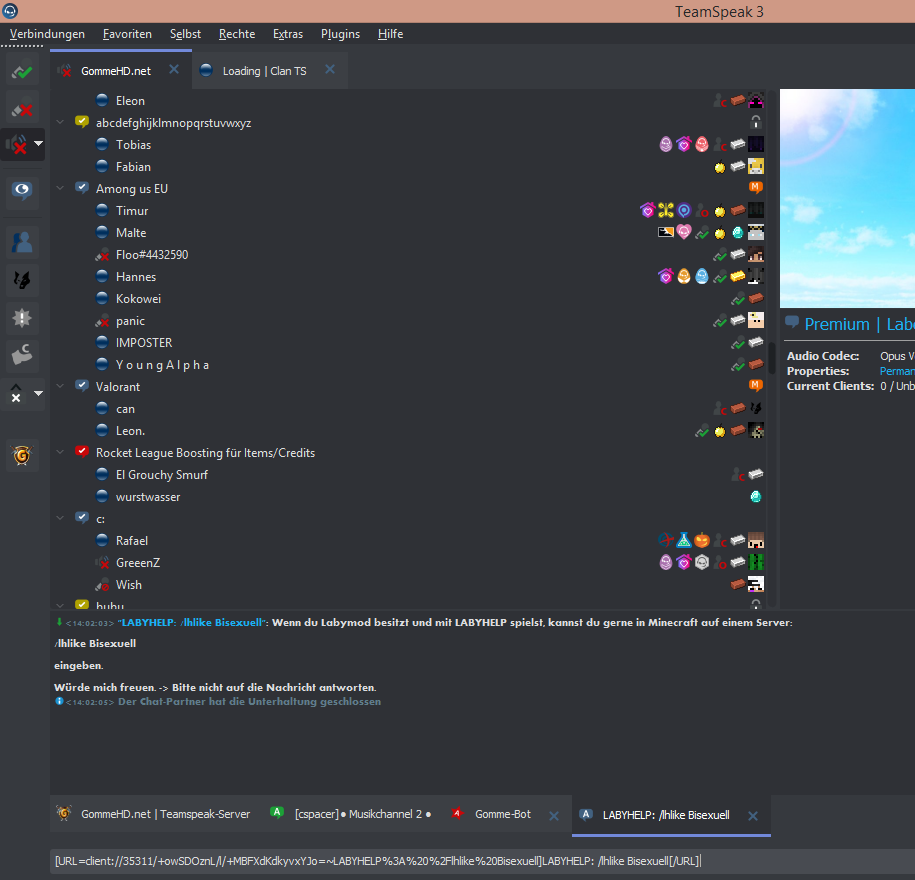 TeamSpeak 3
Verbindungen Favoriten Selbst Rechte Extras Plugins Hilfe
GommeHD.net Loading | Clan TS
Eleon
abcdefghijklmnopqrstuvwxyz
Tobias
Fabian
Among us EU
Timur
Malte
Floo#4432590
Hannes
Kokowei
panic
IMPOSTER
Y o u n g A l p h a
Valorant
can
Leon.
Rocket League Boosting für Items/Credits
El Grouchy Smurf
wurstwasser
c:
Rafael
GreeenZ
Wish
huhu
Premium | Lab
Audio Codec: Opus V
Properties: Perman
Current Clients: 0 / Unb
<14:02:03> "LABYHELP: /lhlike Bisexuell": Wenn du Labymod besitzt und mit LABYHELP spielst, kannst du gerne in Minecraft auf einem Server:
/lhlike Bisexuell
eingeben.
Würde mich freuen. -> Bitte nicht auf die Nachricht antworten.
<14:02:05> Der Chat-Partner hat die Unterhaltung geschlossen
GommeHD.net | Teamspeak-Server [cspacer]● Musikchannel 2 ● Gomme-Bot LABYHELP: /lhlike Bisexuell
[URL=client://35311/+owSDOznL/l/+MBFXdKdkyvxYJo=~LABYHELP%3A%20%2Flhlike%20Bisexuell]LABYHELP: /lhlike Bisexuell[/URL]